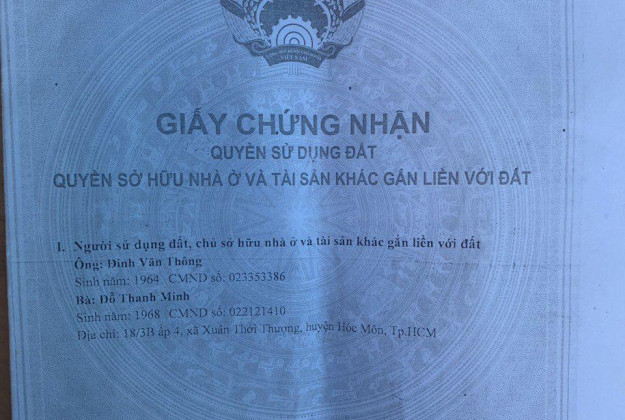 VIỆT NAM
GIẤY CHỨNG NHẬN
QUYỀN SỬ DỤNG ĐẤT
QUYỀN SỞ HỮU NHÀ Ở VÀ TÀI SẢN KHÁC GẮN LIỀN VỚI ĐẤT
I. Người sử dụng đất, chủ sở hữu nhà ở và tài sản khác gắn liền với đất
Ông: Đinh Văn Thông
Sinh năm: 1964 CMND số: 023353386
Bà: Đỗ Thanh Minh
Sinh năm: 1968 CMND số: 022121410
Địa chỉ: 18/3B ấp 4, xã Xuân Thới Thượng, huyện Hóc Môn, Tp.HCM